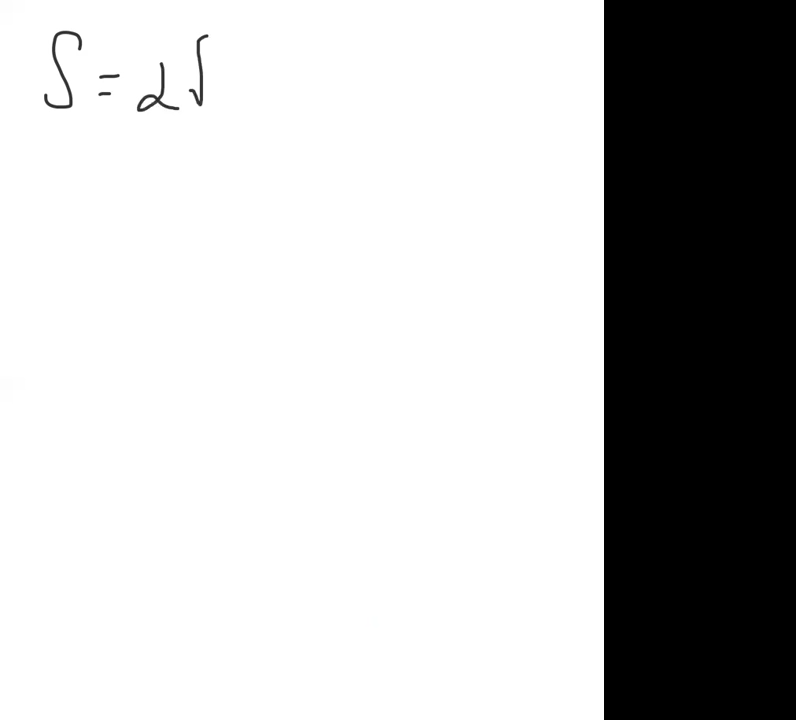 S = 2√